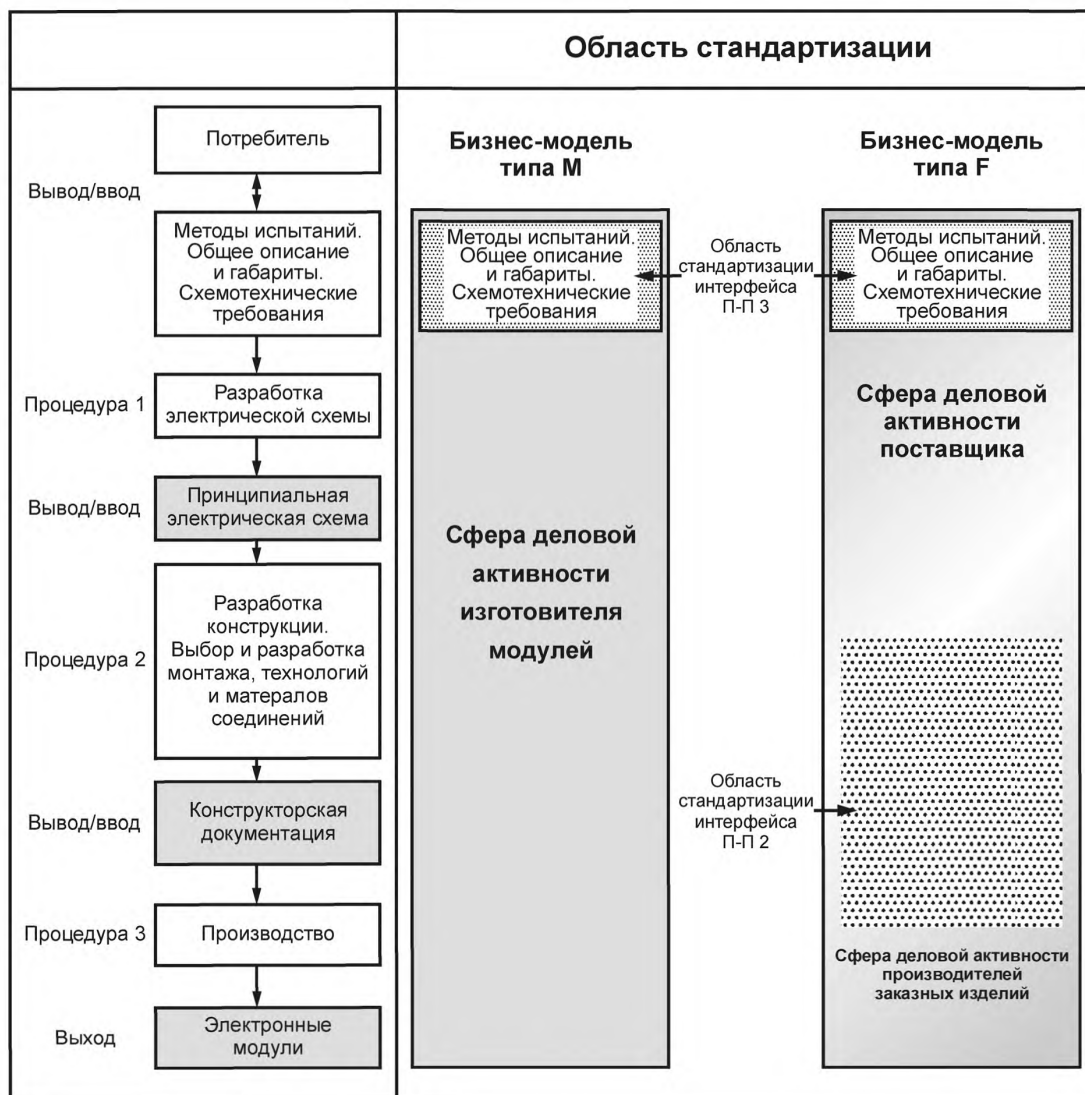 Область стандартизации
Потребитель
Вывод/ввод
Методы испытаний.
Общее описание
и габариты.
Схемотехнические
требования
Процедура 1
Разработка
электрической схемы
Вывод/ввод
Принципиальная
электрическая схема
Процедура 2
Разработка
конструкции.
Выбор и разработка
монтажа, технологий
и матералов
соединений
Вывод/ввод
Конструкторская
документация
Процедура 3
Производство
Выход
Электронные
модули
Бизнес-модель
типа M
Методы испытаний.
Общее описание
и габариты.
Схемотехнические
требования
Сфера деловой
активности
изготовителя
модулей
Область
стандартизации
интерфейса
П-П 3
Область
стандартизации
интерфейса
П-П 2
Бизнес-модель
типа F
Методы испытаний.
Общее описание
и габариты.
Схемотехнические
требования
Сфера деловой
активности
поставщика
Сфера деловой активности
производителей
заказных изделий